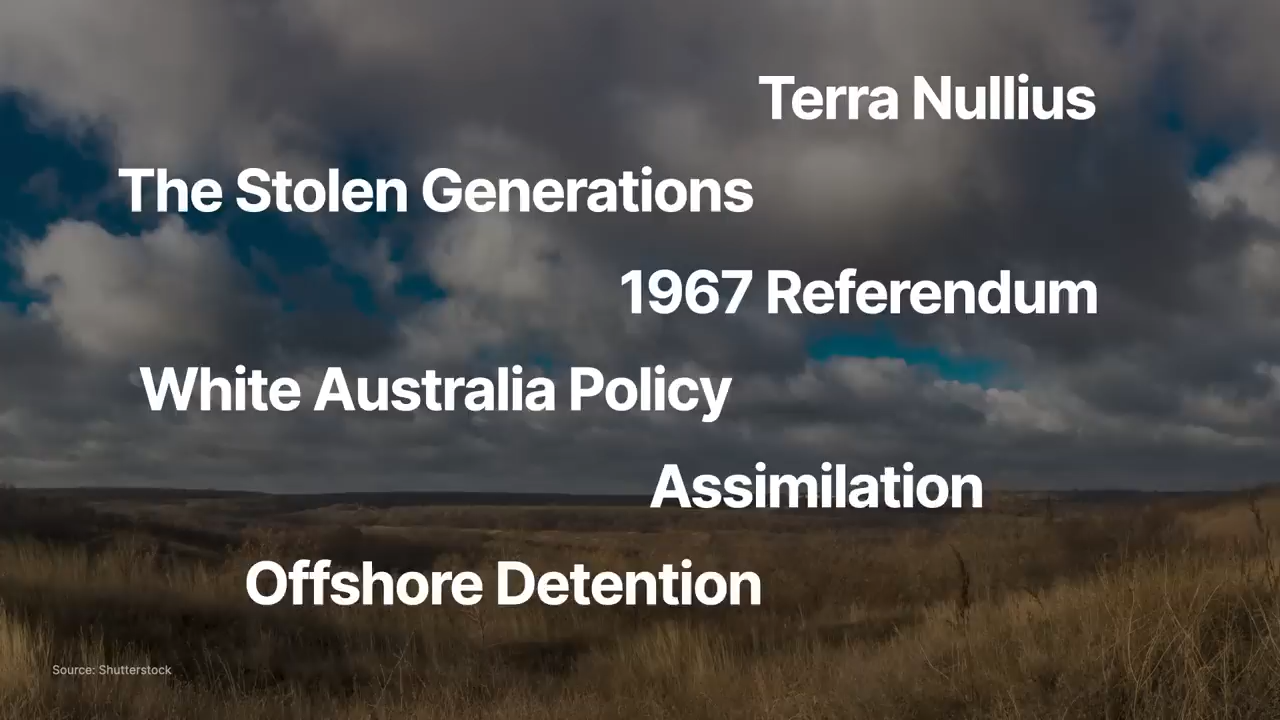 Terra Nullius
The Stolen Generations
1967 Referendum
White Australia Policy
Assimilation
Offshore Detention
Source: Shutterstock